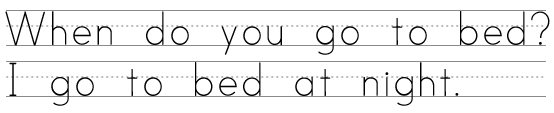 When do you go to bed?
I go to bed at night.